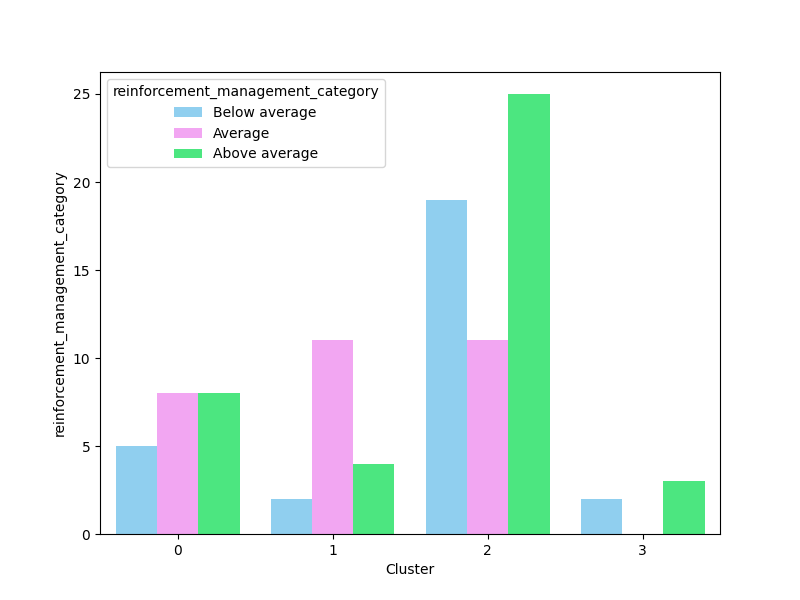 reinforcement_management_category
Below average
Average
Above average
reinforcement_management_category
25
20
15
10
5
0
0
1
2
3
Cluster